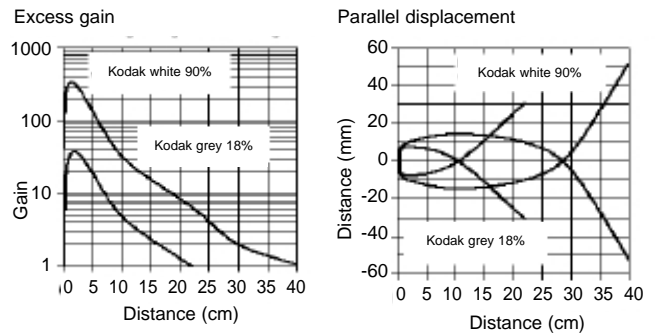 Excess gain
1000
Kodak white 90%
100
Kodak grey 18%
Gain
10
1
0 5 10 15 20 25 30 35 40
Distance (cm)
Parallel displacement
60
Kodak white 90%
40
20
Distance (mm)
0
-20
-40
Kodak grey 18%
-60
0 5 10 15 20 25 30 35 40
Distance (cm)